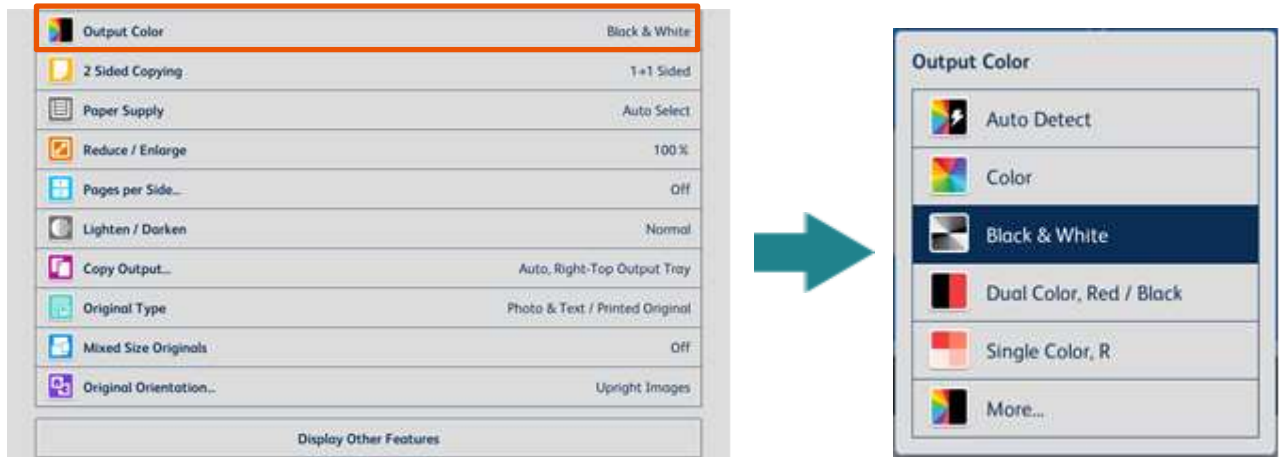 Output Color Black & White
2 Sided Copying 1→1 Sided
Paper Supply Auto Select
Reduce / Enlarge 100 %
Pages per Side... Off
Lighten / Darken Normal
Copy Output... Auto, Right-Top Output Tray
Original Type Photo & Text / Printed Original
Mixed Size Originals Off
Original Orientation... Upright Images
Display Other Features
Output Color
Auto Detect
Color
Black & White
Dual Color, Red / Black
Single Color, R
More...